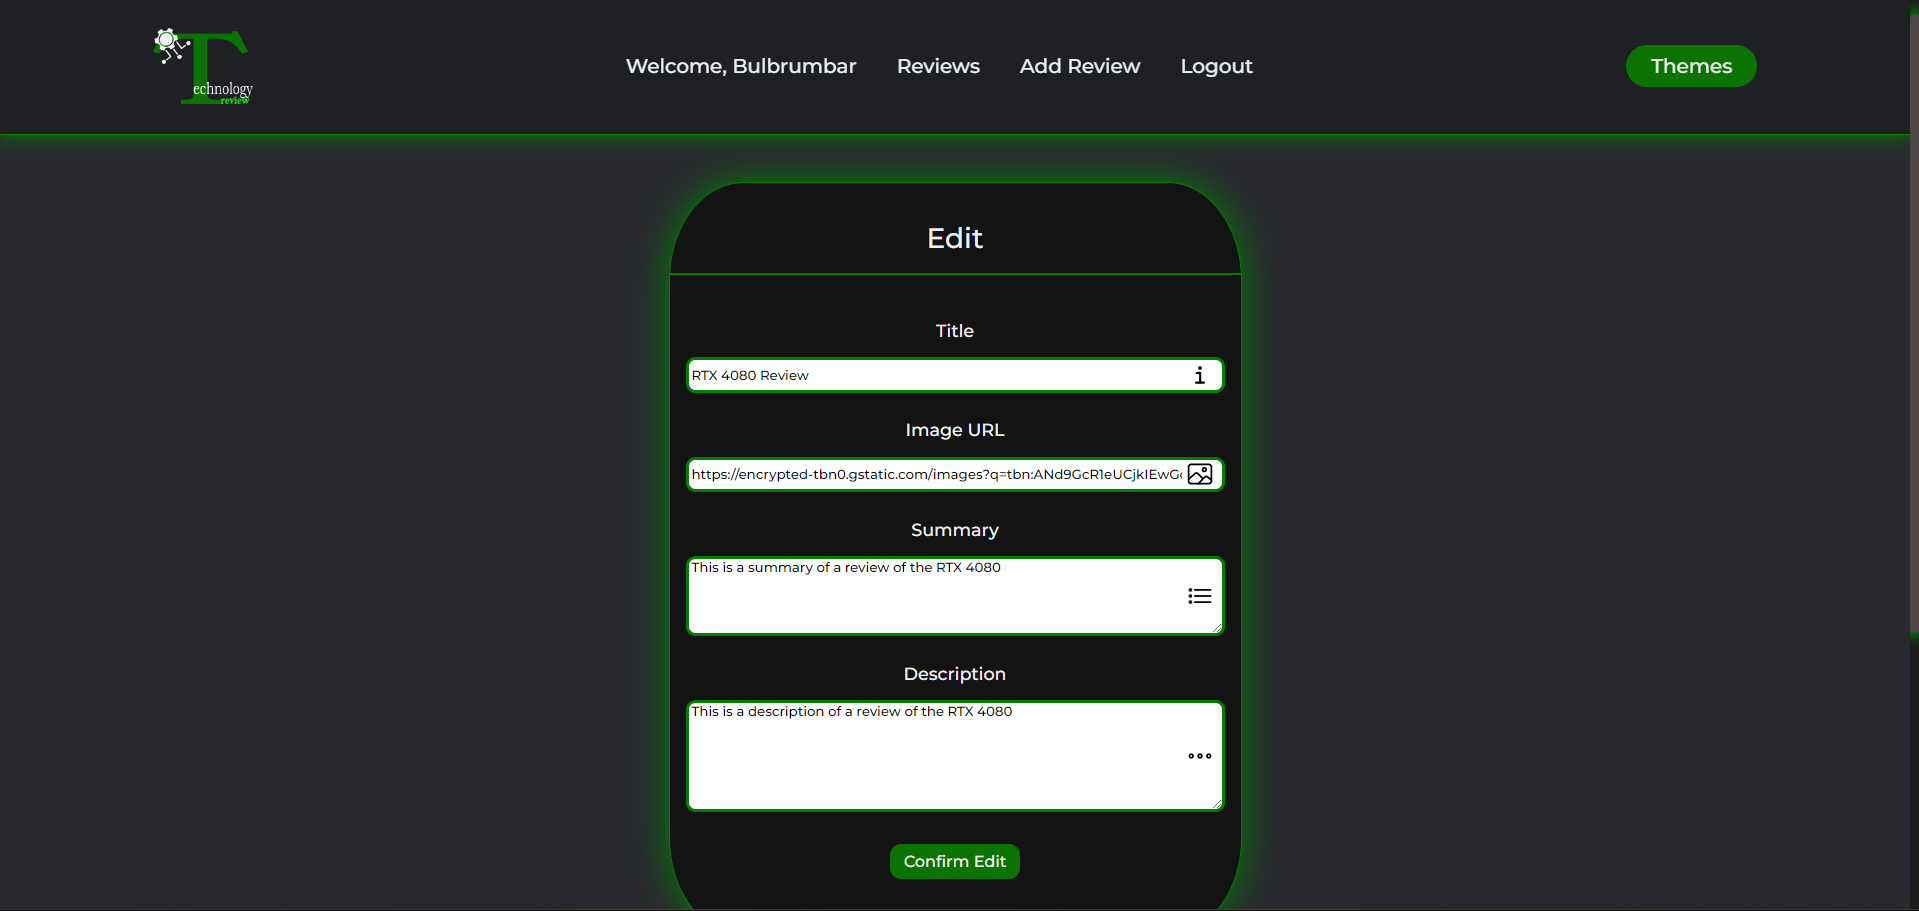 Technology
review
Welcome, Bulbrumbar
Reviews
Add Review
Logout
Themes
Edit
Title
RTX 4080 Review
Image URL
https://encrypted-tbn0.gstatic.com/images?q=tbn:ANd9GcR1eUCjkIEwG
Summary
This is a summary of a review of the RTX 4080
Description
This is a description of a review of the RTX 4080
Confirm Edit